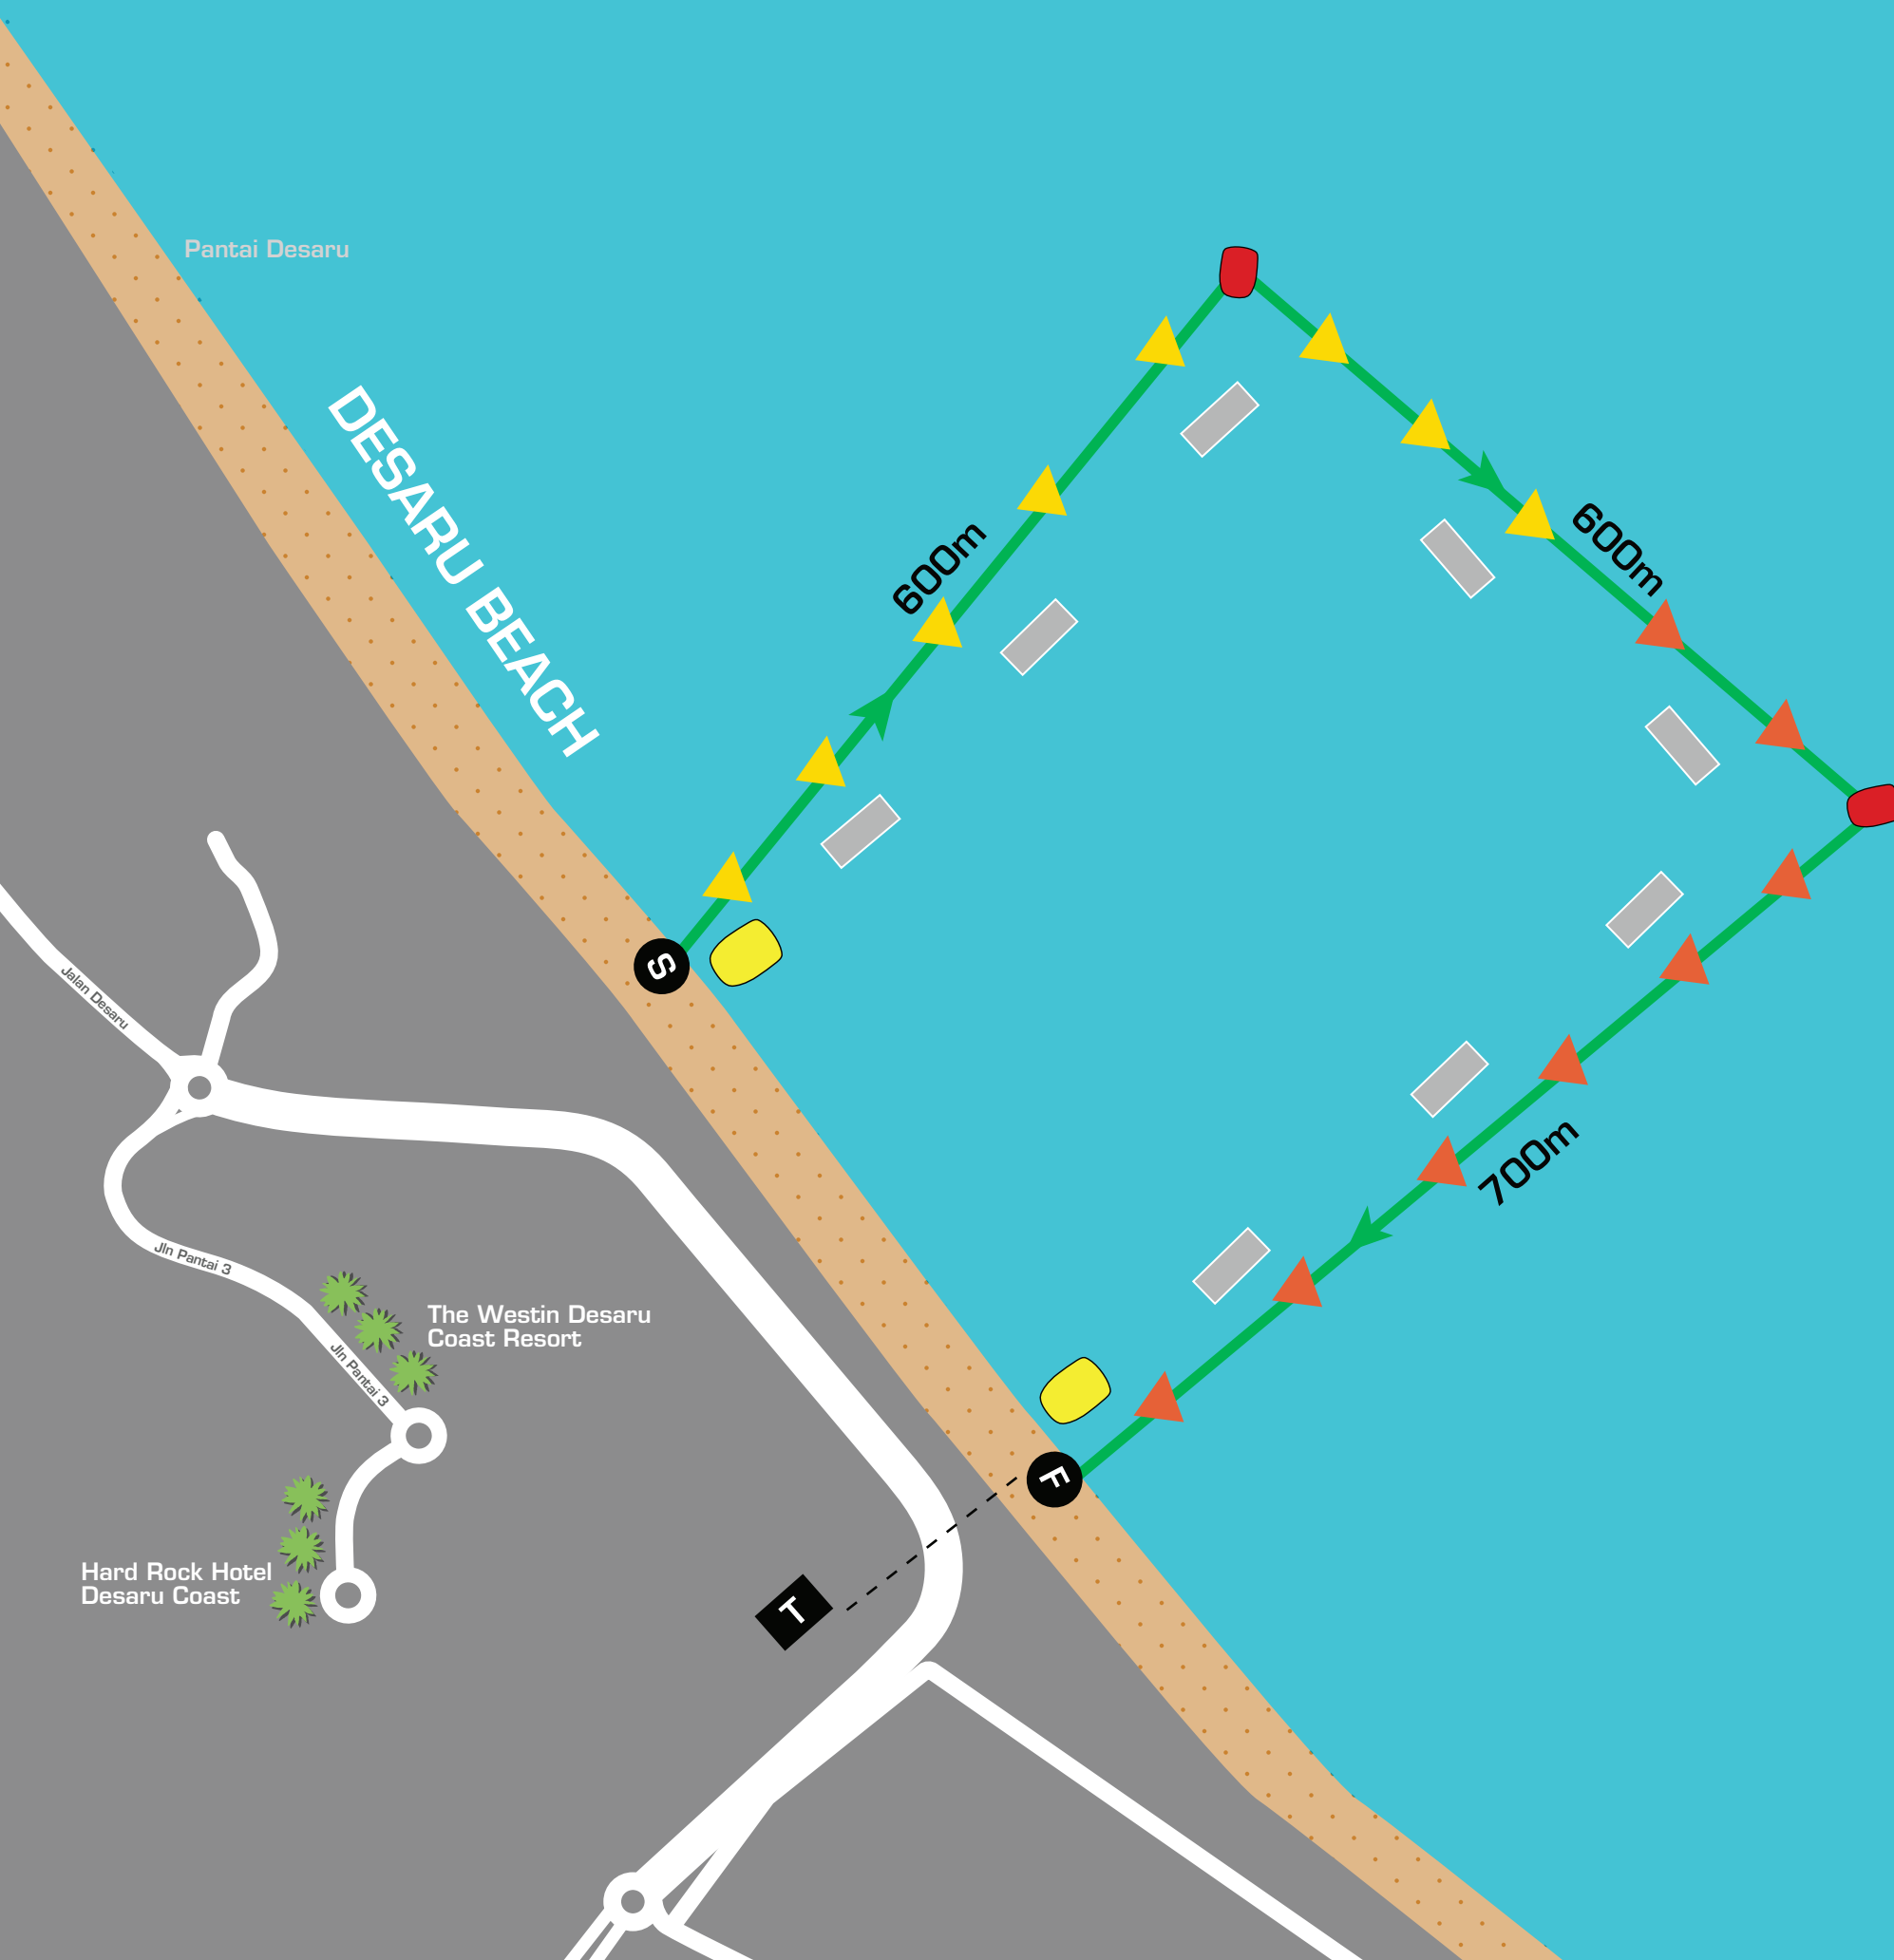 Pantai Desaru
DESARU BEACH
600m
600m
S
Jalan Desaru
700m
Jln Pantai 3
The Westin Desaru
Coast Resort
Jln Pantai 3
F
Hard Rock Hotel
Desaru Coast
T